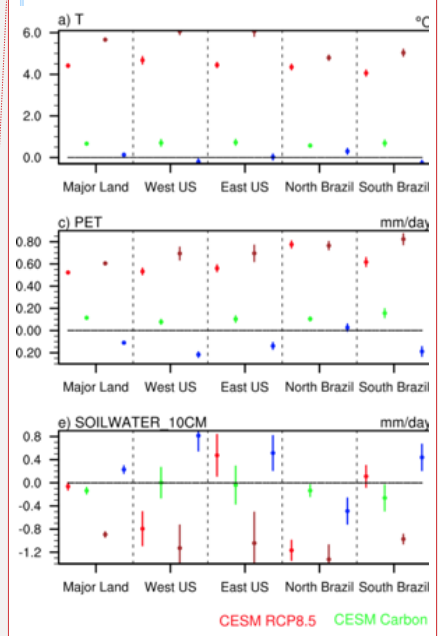 a) T °C
6.0
4.0
2.0
0.0
Major Land West US East US North Brazil South Brazil
c) PET mm/day
0.80
0.60
0.40
0.20
0.00
0.20
Major Land West US East US North Brazil South Brazil
e) SOILWATER_10CM mm/day
0.8
0.4
0.0
-0.4
-0.8
-1.2
Major Land West US East US North Brazil South Brazil
CESM RCP8.5 CESM Carbon